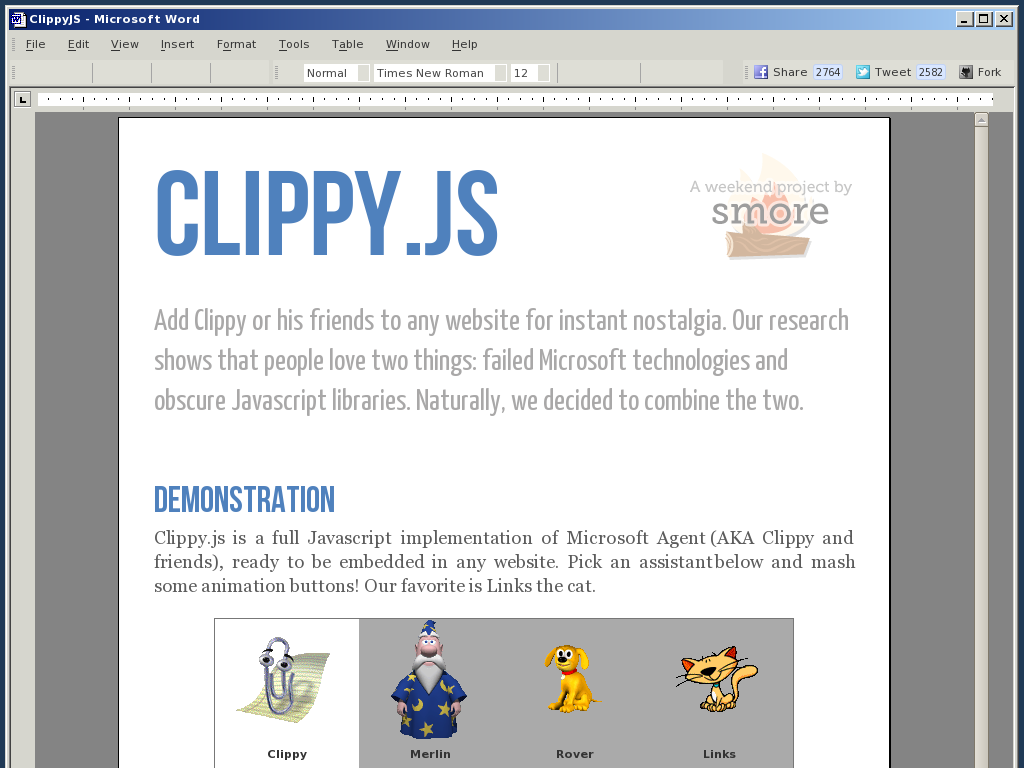 ClippyJS - Microsoft Word
File Edit View Insert Format Tools Table Window Help
Normal Times New Roman 12 Share 2764 Tweet 2582 Fork
CLIPPY.JS
A weekend project by
smore
Add Clippy or his friends to any website for instant nostalgia. Our research
shows that people love two things: failed Microsoft technologies and
obscure Javascript libraries. Naturally, we decided to combine the two.
DEMONSTRATION
Clippy.js is a full Javascript implementation of Microsoft Agent (AKA Clippy and
friends), ready to be embedded in any website. Pick an assistant below and mash
some animation buttons! Our favorite is Links the cat.
Clippy Merlin Rover Links